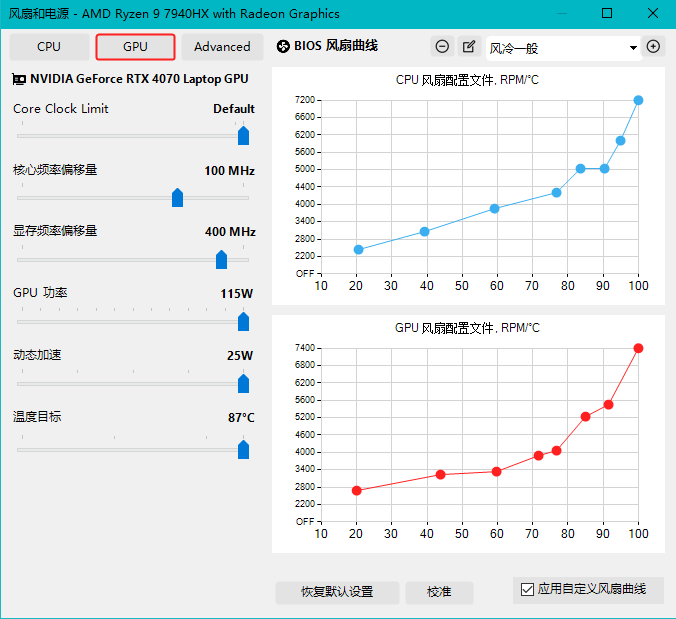 风扇和电源 - AMD Ryzen 9 7940HX with Radeon Graphics
CPU GPU Advanced
NVIDIA GeForce RTX 4070 Laptop GPU
Core Clock Limit Default
核心频率偏移量 100 MHz
显存频率偏移量 400 MHz
GPU 功率 115W
动态加速 25W
温度目标 87°C
BIOS 风扇曲线 风冷一般
CPU 风扇配置文件, RPM/°C
7200
6600
6200
5600
5000
4400
4000
3400
2800
2200
OFF
10 20 30 40 50 60 70 80 90 100
GPU 风扇配置文件, RPM/°C
7400
6800
6200
5600
5200
4600
4000
3400
2800
2200
OFF
10 20 30 40 50 60 70 80 90 100
恢复默认设置 校准 应用自定义风扇曲线